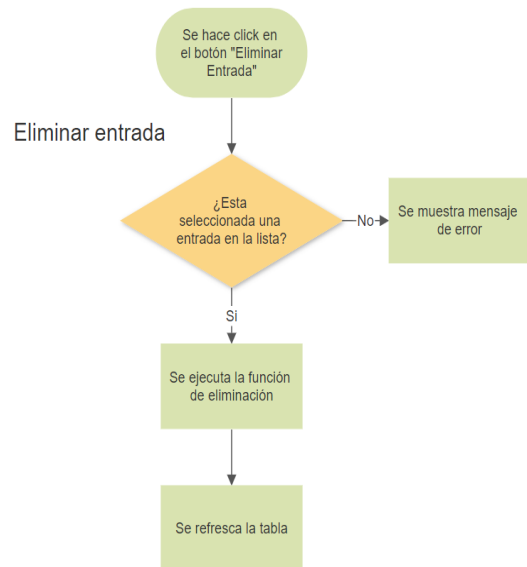 Se hace click en
el botón "Eliminar
Entrada"
Eliminar entrada
¿Esta
seleccionada una
entrada en la lista?
No
Se muestra mensaje
de error
Si
Se ejecuta la función
de eliminación
Se refresca la tabla